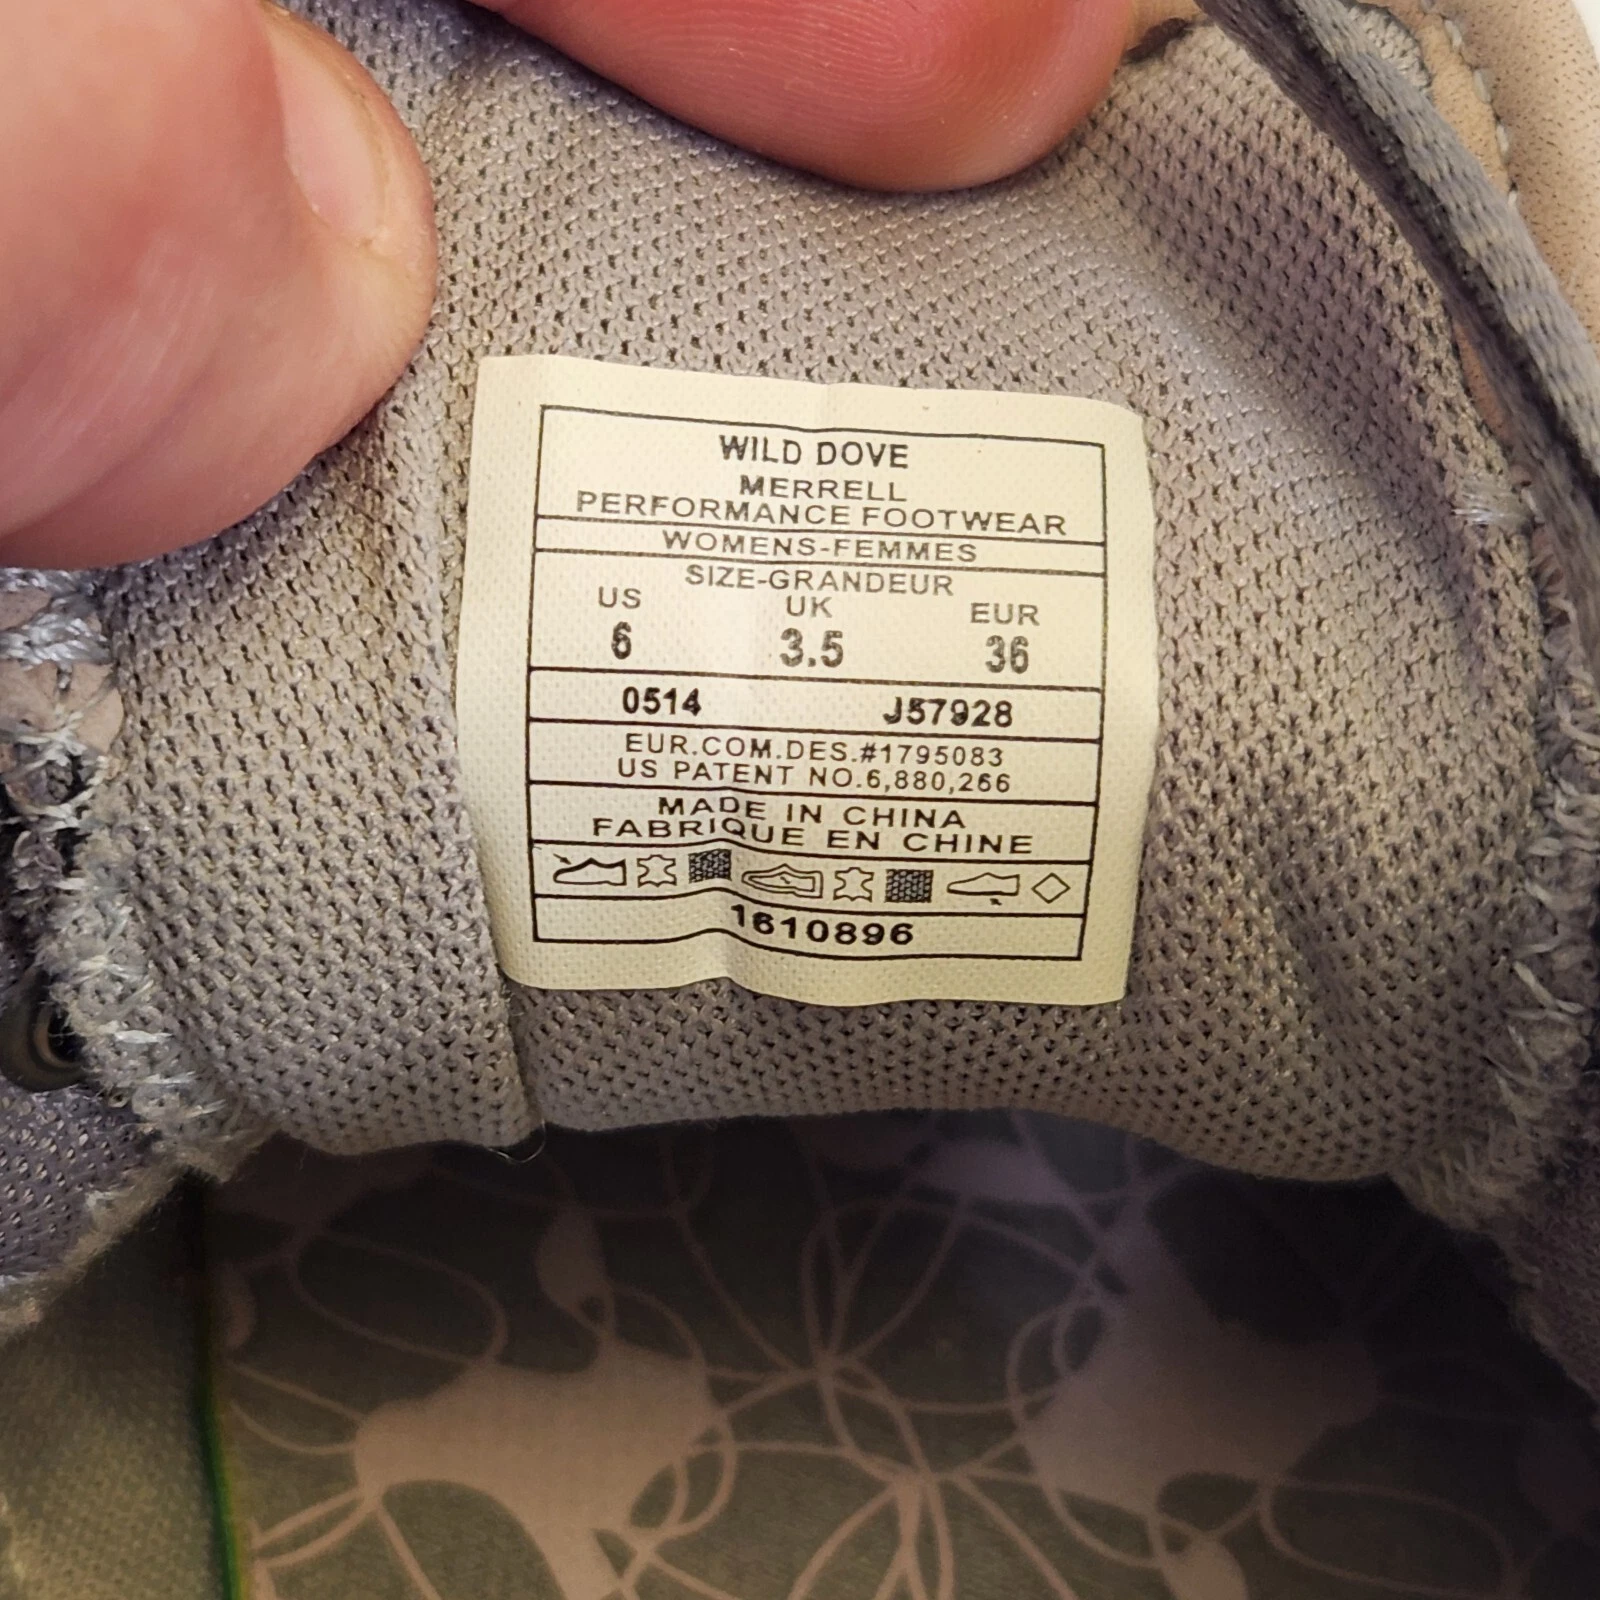 WILD DOVE
MERRELL
PERFORMANCE FOOTWEAR
WOMENS-FEMMES
SIZE-GRANDEUR
US UK EUR
6 3.5 36
0514 J57928
EUR.COM.DES.#1795083
US PATENT NO.6,880,266
MADE IN CHINA
FABRIQUE EN CHINE
1610896